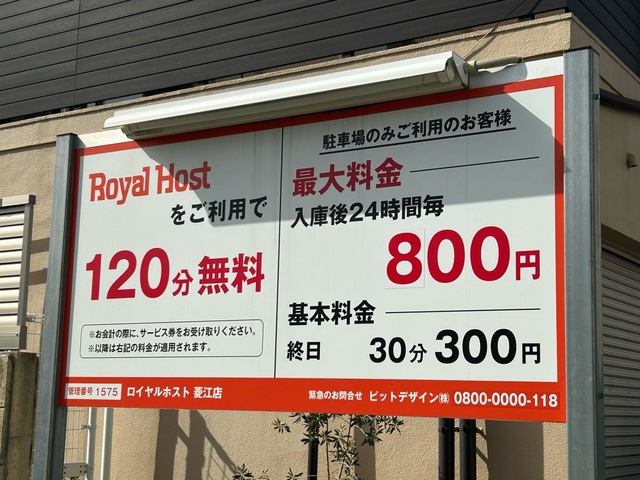 Royal Host
をご利用で
120分無料
※お会計の際に、サービス券をお受け取りください。
※以降は右記の料金が適用されます。
駐車場のみご利用のお客様
最大料金
入庫後24時間毎
800円
基本料金
終日 30分 300円
管理番号 1575 ロイヤルホスト 菱江店
緊急のお問合せ ピットデザイン㈱ 0800-0000-118